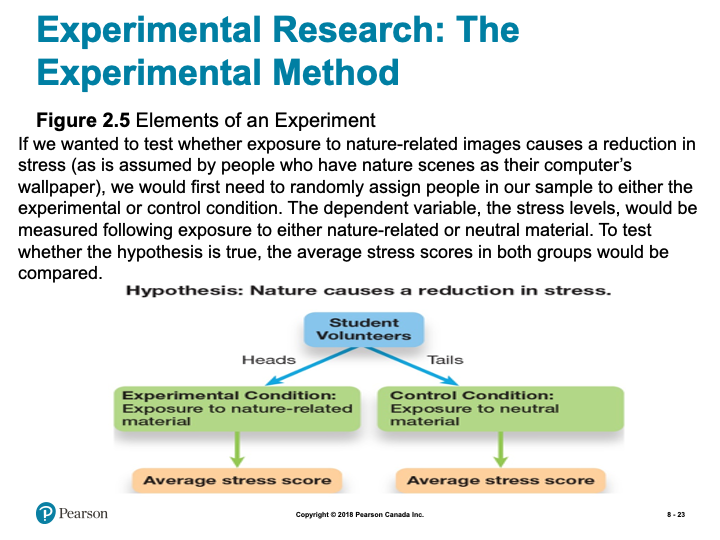 Experimental Research: The
Experimental Method
Figure 2.5 Elements of an Experiment
If we wanted to test whether exposure to nature-related images causes a reduction in
stress (as is assumed by people who have nature scenes as their computer’s
wallpaper), we would first need to randomly assign people in our sample to either the
experimental or control condition. The dependent variable, the stress levels, would be
measured following exposure to either nature-related or neutral material. To test
whether the hypothesis is true, the average stress scores in both groups would be
compared.
Hypothesis: Nature causes a reduction in stress.
Student
Volunteers
Heads
Tails
Experimental Condition:
Exposure to nature-related
material
Control Condition:
Exposure to neutral
material
Average stress score
Average stress score
P Pearson
Copyright © 2018 Pearson Canada Inc.
8 - 23